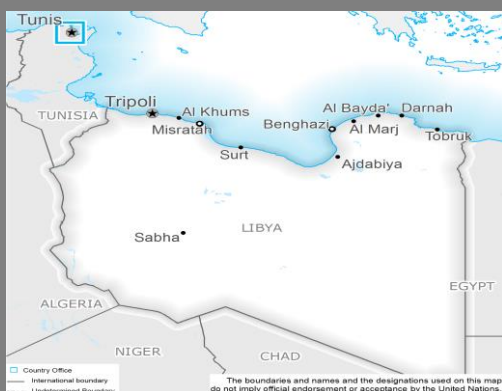 Tunis
TUNISIA
Tripoli
Al Khums
Misratah
Surt
Benghazi
Al Bayda'
Darnah
Al Marj
Tobruk
Ajdabiya
Sabha
LIBYA
EGYPT
ALGERIA
NIGER
CHAD
Country Office
International boundary
Undetermined Boundary
The boundaries and names and the designations used on this map
do not imply official endorsement or acceptance by the United Nations.